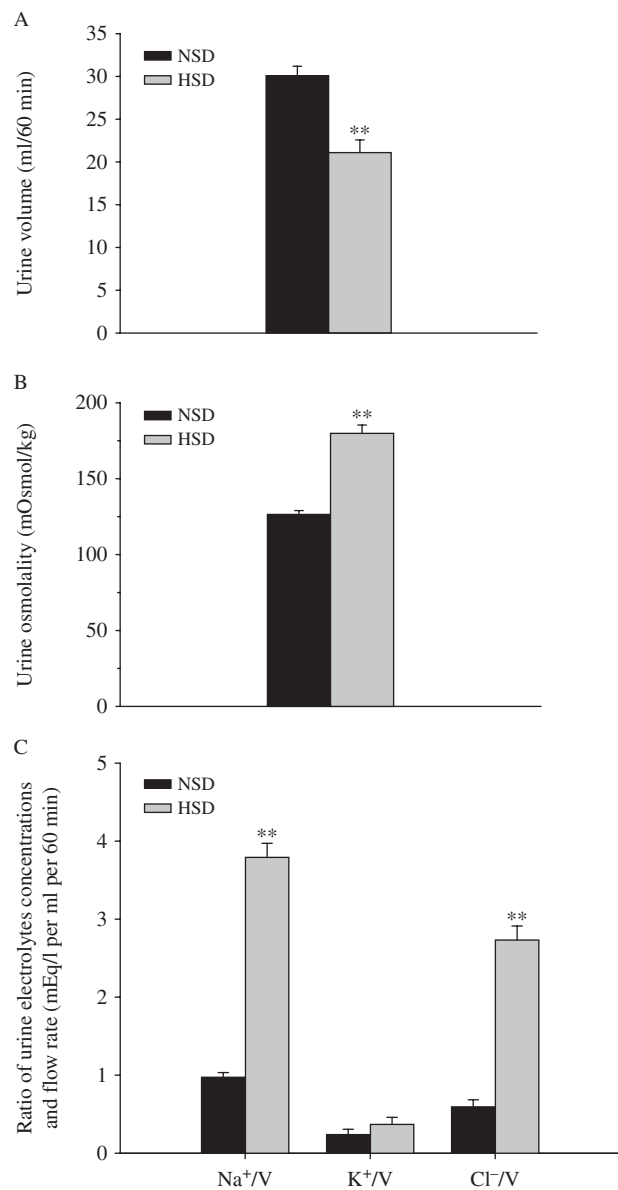 A
Urine volume (ml/60 min)
35
30
25
20
15
10
5
0
NSD
HSD
**
B
Urine osmolality (mOsmol/kg)
200
150
100
50
0
NSD
HSD
**
C
Ratio of urine electrolytes concentrations
and flow rate (mEq/l per ml per 60 min)
5
4
3
2
1
0
NSD
HSD
**
**
Na⁺/V
K⁺/V
Cl⁻/V